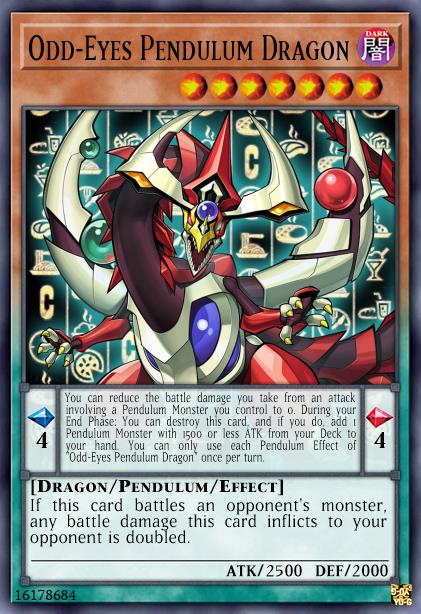 ODD-EYES PENDULUM DRAGON
DARK
闇
You can reduce the battle damage you take from an attack
involving a Pendulum Monster you control to 0. During your
End Phase: You can destroy this card, and if you do, add 1
Pendulum Monster with 1500 or less ATK from your Deck to
your hand. You can only use each Pendulum Effect of
"Odd-Eyes Pendulum Dragon" once per turn.
4
4
[DRAGON/PENDULUM/EFFECT]
If this card battles an opponent's monster,
any battle damage this card inflicts to your
opponent is doubled.
ATK/2500 DEF/2000
16178684